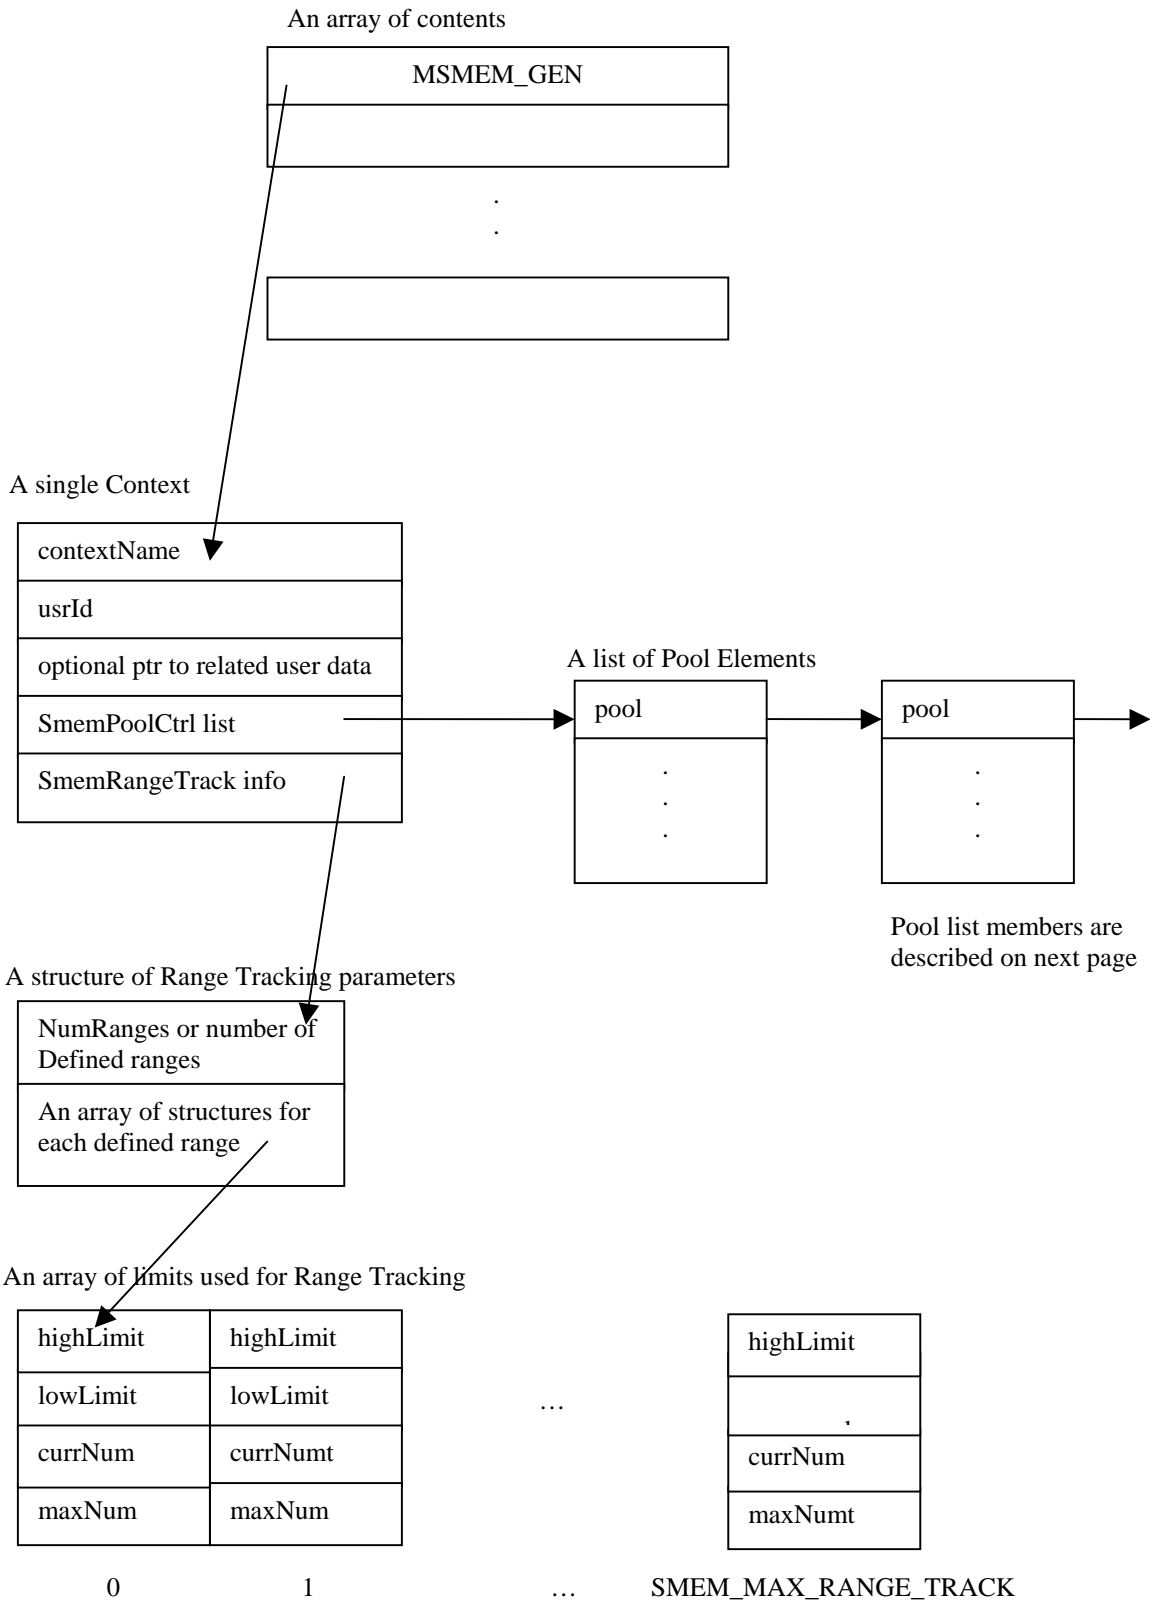 An array of contents
MSMEM_GEN
.
.
A single Context
contextName
usrId
optional ptr to related user data
SmemPoolCtrl list
SmemRangeTrack info
A list of Pool Elements
pool
.
.
.
pool
.
.
.
Pool list members are
described on next page
A structure of Range Tracking parameters
NumRanges or number of
Defined ranges
An array of structures for
each defined range
An array of limits used for Range Tracking
highLimit
lowLimit
currNum
maxNum
highLimit
lowLimit
currNumt
maxNum
…
highLimit
currNum
maxNumt
0 1 … SMEM_MAX_RANGE_TRACK